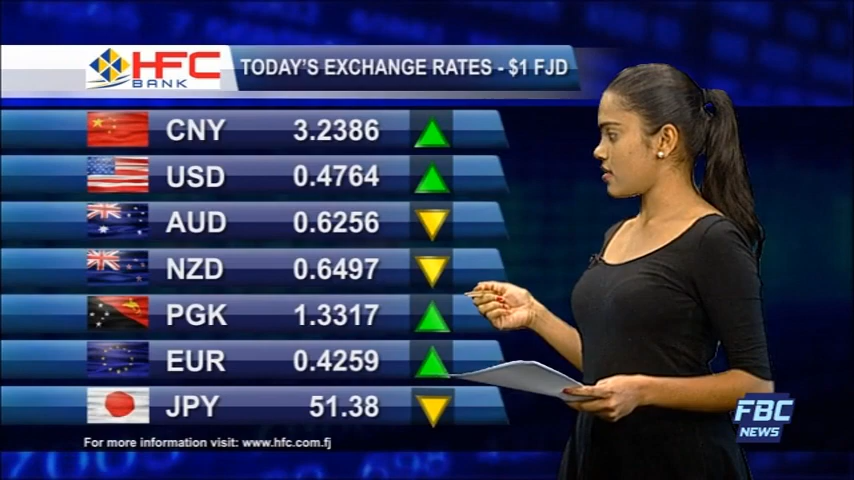 HFC
BANK
TODAY'S EXCHANGE RATES - $1 FJD
CNY 3.2386
USD 0.4764
AUD 0.6256
NZD 0.6497
PGK 1.3317
EUR 0.4259
JPY 51.38
For more information visit: www.hfc.com.fj
FBC
NEWS